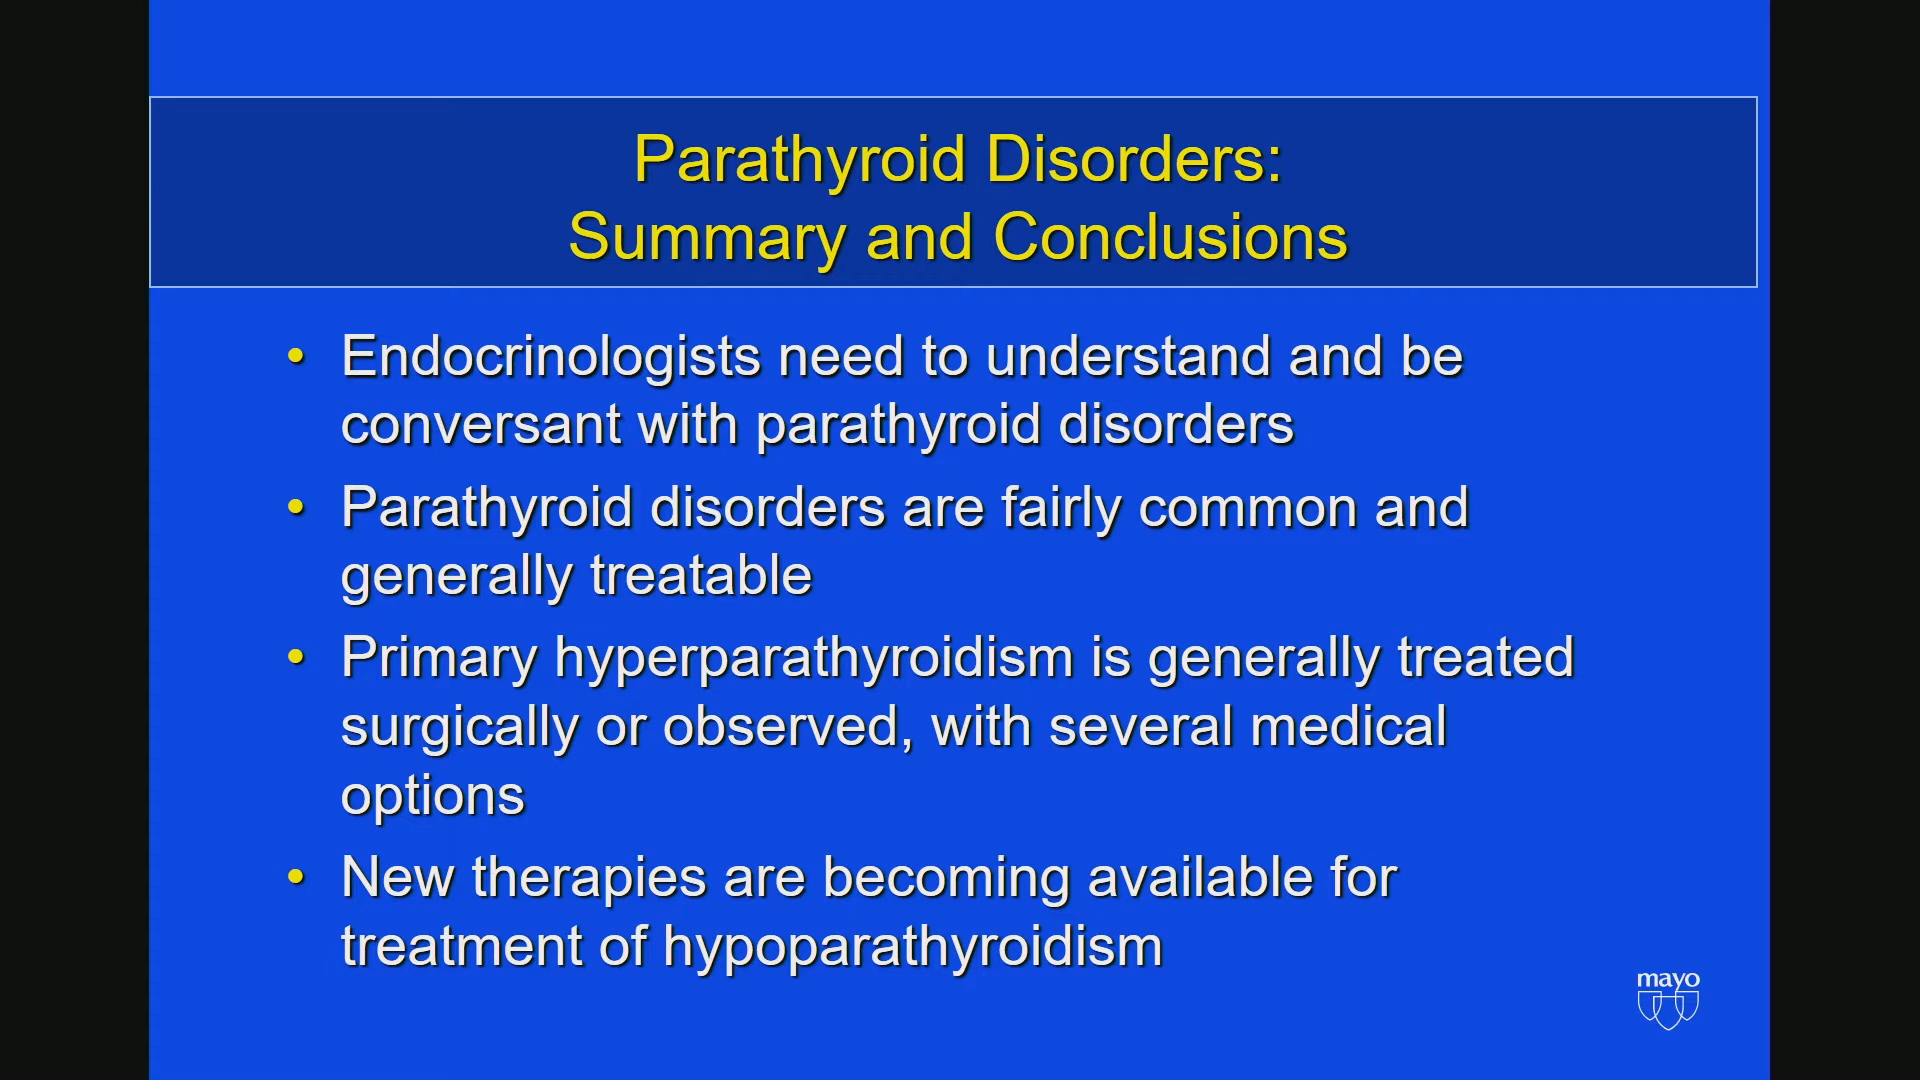 Parathyroid Disorders:
Summary and Conclusions
• Endocrinologists need to understand and be
conversant with parathyroid disorders
• Parathyroid disorders are fairly common and
generally treatable
• Primary hyperparathyroidism is generally treated
surgically or observed, with several medical
options
• New therapies are becoming available for
treatment of hypoparathyroidism
mayo